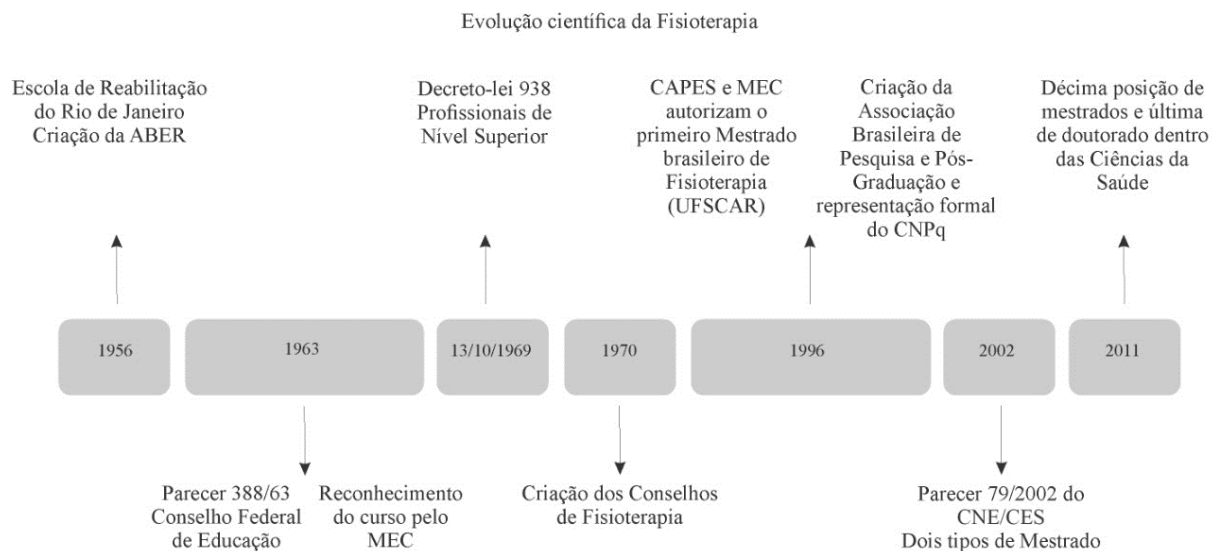 Evolução científica da Fisioterapia
Escola de Reabilitação
do Rio de Janeiro
Criação da ABER
Decreto-lei 938
Profissionais de
Nível Superior
CAPES e MEC
autorizam o
primeiro Mestrado
brasileiro de
Fisioterapia
(UFSCAR)
Criação da
Associação
Brasileira de
Pesquisa e Pós-
Graduação e
representação formal
do CNPq
Décima posição de
mestrados e última
de doutorado dentro
das Ciências da
Saúde
1956
1963
13/10/1969
1970
1996
2002
2011
Parecer 388/63
Conselho Federal
de Educação
Reconhecimento
do curso pelo
MEC
Criação dos Conselhos
de Fisioterapia
Parecer 79/2002 do
CNE/CES
Dois tipos de Mestrado